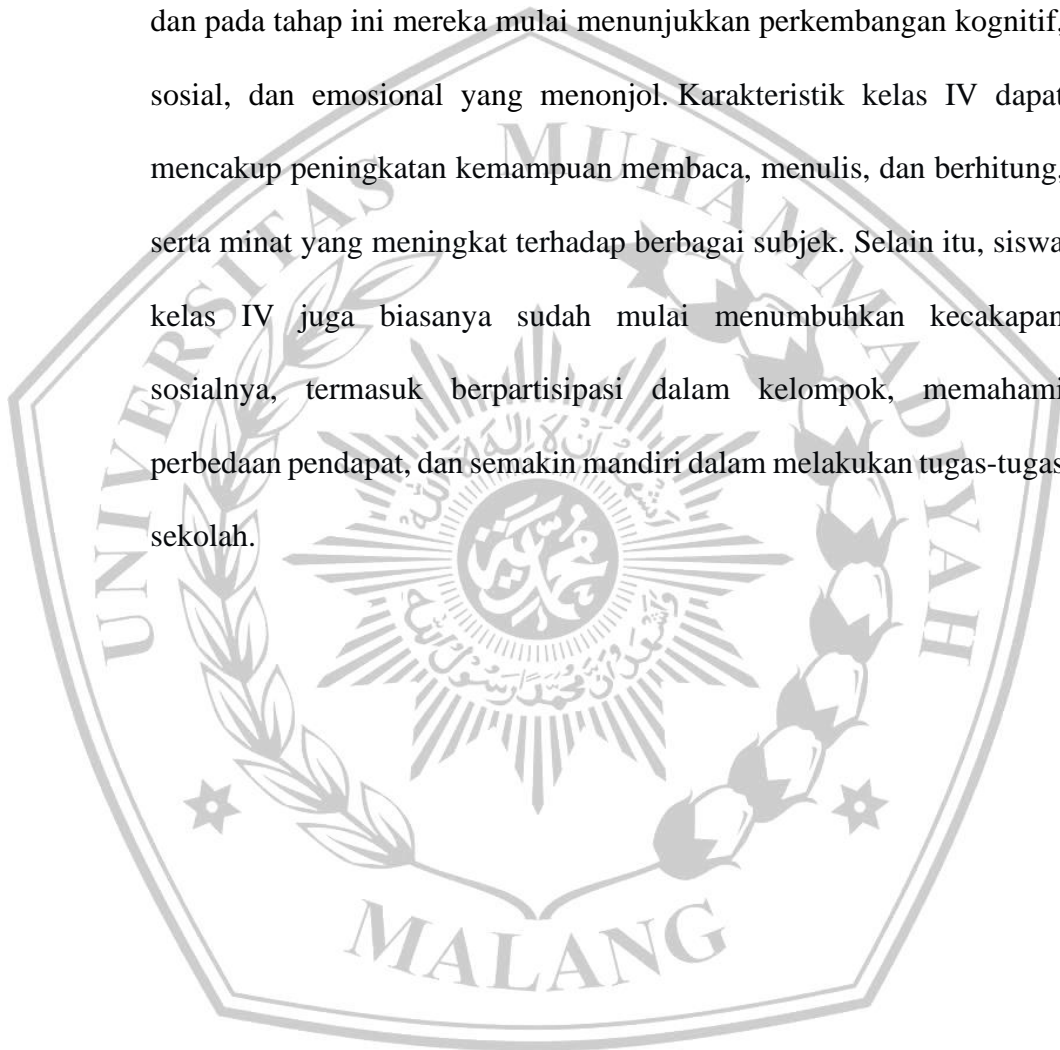 dan pada tahap ini mereka mulai menunjukkan perkembangan kognitif,
sosial, dan emosional yang menonjol. Karakteristik kelas IV dapat
mencakup peningkatan kemampuan membaca, menulis, dan berhitung,
serta minat yang meningkat terhadap berbagai subjek. Selain itu, siswa
kelas IV juga biasanya sudah mulai menumbuhkan kecakapan
sosialnya, termasuk berpartisipasi dalam kelompok, memahami
perbedaan pendapat, dan semakin mandiri dalam melakukan tugas-tugas
sekolah.
UNIVERSITAS MUHAMMADIYAH
MALANG